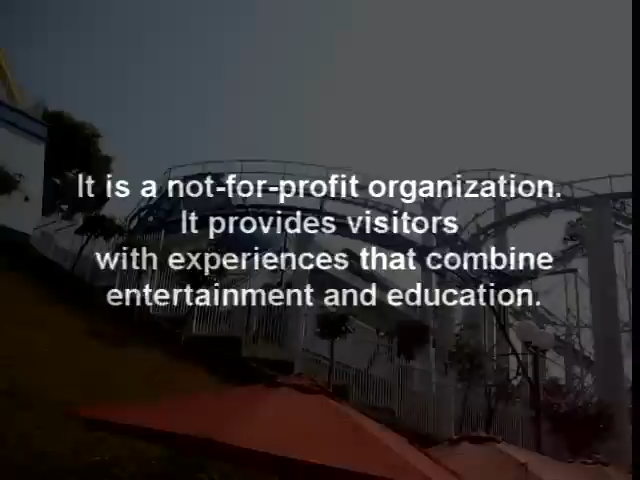 It is a not-for-profit organization.
It provides visitors
with experiences that combine
entertainment and education.